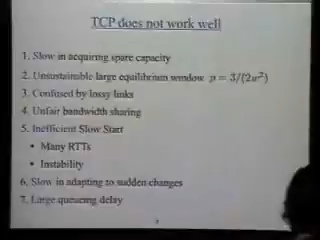 TCP does not work well
1. Slow in acquiring spare capacity
2. Unsustainable large equilibrium window p = 3/(2w²)
3. Confused by lossy links
4. Unfair bandwidth sharing
5. Inefficient Slow Start
• Many RTTs
• Instability
6. Slow in adapting to sudden changes
7. Large queueing delay